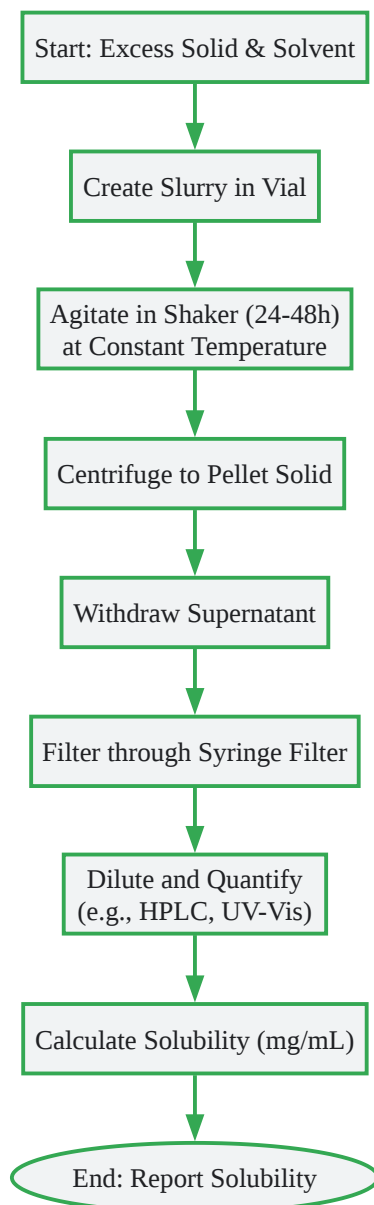 Start: Excess Solid & Solvent
Create Slurry in Vial
Agitate in Shaker (24-48h)
at Constant Temperature
Centrifuge to Pellet Solid
Withdraw Supernatant
Filter through Syringe Filter
Dilute and Quantify
(e.g., HPLC, UV-Vis)
Calculate Solubility (mg/mL)
End: Report Solubility